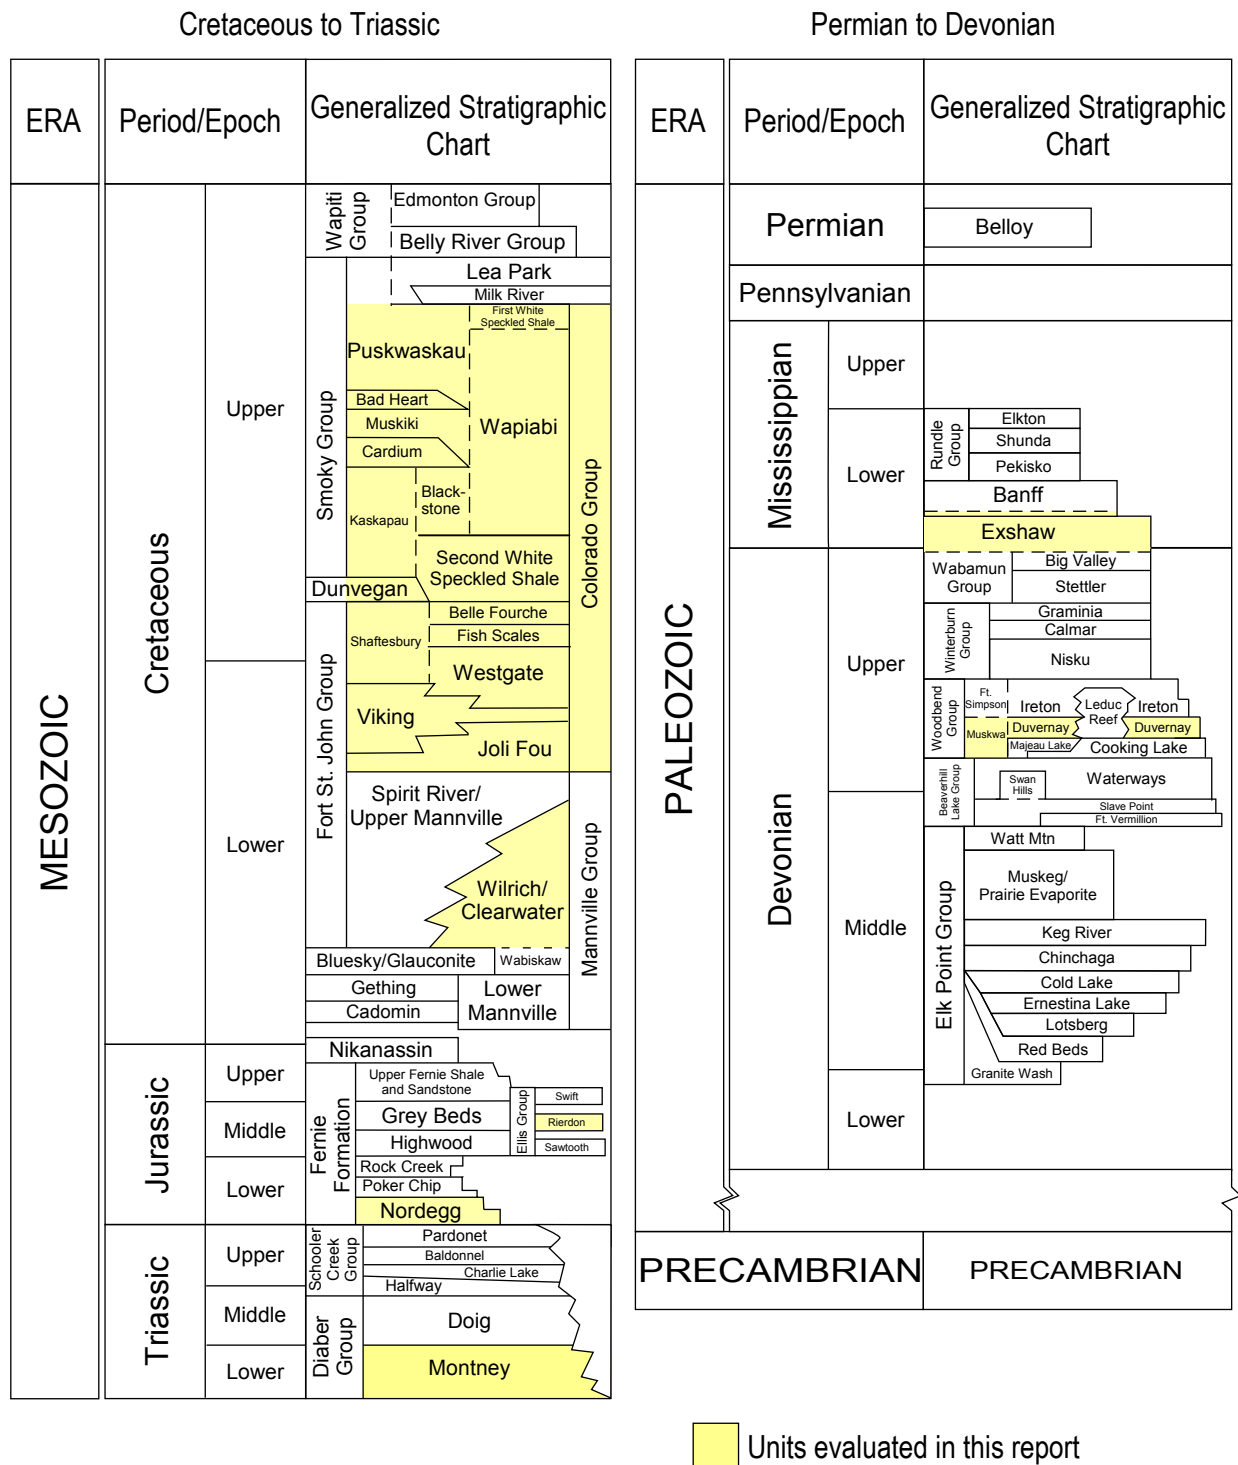 Cretaceous to Triassic
ERA
Period/Epoch
Generalized Stratigraphic
Chart
MESOZOIC
Cretaceous
Upper
Lower
Wapiti
Group
Edmonton Group
Belly River Group
Smoky Group
Lea Park
Milk River
First White
Speckled Shale
Puskwaskau
Bad Heart
Muskiki
Cardium
Wapiabi
Kaskapau
Black-
stone
Second White
Speckled Shale
Colorado Group
Dunvegan
Fort St. John Group
Shaftesbury
Belle Fourche
Fish Scales
Westgate
Viking
Joli Fou
Spirit River/
Upper Mannville
Wilrich/
Clearwater
Mannville Group
Bluesky/Glauconite
Wabiskaw
Gething
Cadomin
Lower
Mannville
Jurassic
Upper
Middle
Lower
Nikanassin
Fernie
Formation
Upper Fernie Shale
and Sandstone
Grey Beds
Highwood
Ellis Group
Swift
Rierdon
Sawtooth
Rock Creek
Poker Chip
Nordegg
Triassic
Upper
Middle
Lower
Schooler
Creek
Group
Pardonet
Baldonnel
Charlie Lake
Halfway
Diaber
Group
Doig
Montney
Permian to Devonian
ERA
Period/Epoch
Generalized Stratigraphic
Chart
PALEOZOIC
Permian
Belloy
Pennsylvanian
Mississippian
Upper
Lower
Rundle
Group
Elkton
Shunda
Pekisko
Banff
Exshaw
Devonian
Upper
Middle
Lower
Wabamun
Group
Big Valley
Stettler
Winterburn
Group
Graminia
Calmar
Nisku
Woodbend
Group
Ft.
Simpson
Muskwa
Ireton
Leduc
Reef
Ireton
Duvernay
Duvernay
Majeau Lake
Cooking Lake
Beaverhill
Lake Group
Swan
Hills
Waterways
Slave Point
Ft. Vermillion
Elk Point Group
Watt Mtn
Muskeg/
Prairie Evaporite
Keg River
Chinchaga
Cold Lake
Ernestina Lake
Lotsberg
Red Beds
Granite Wash
PRECAMBRIAN
PRECAMBRIAN
Units evaluated in this report